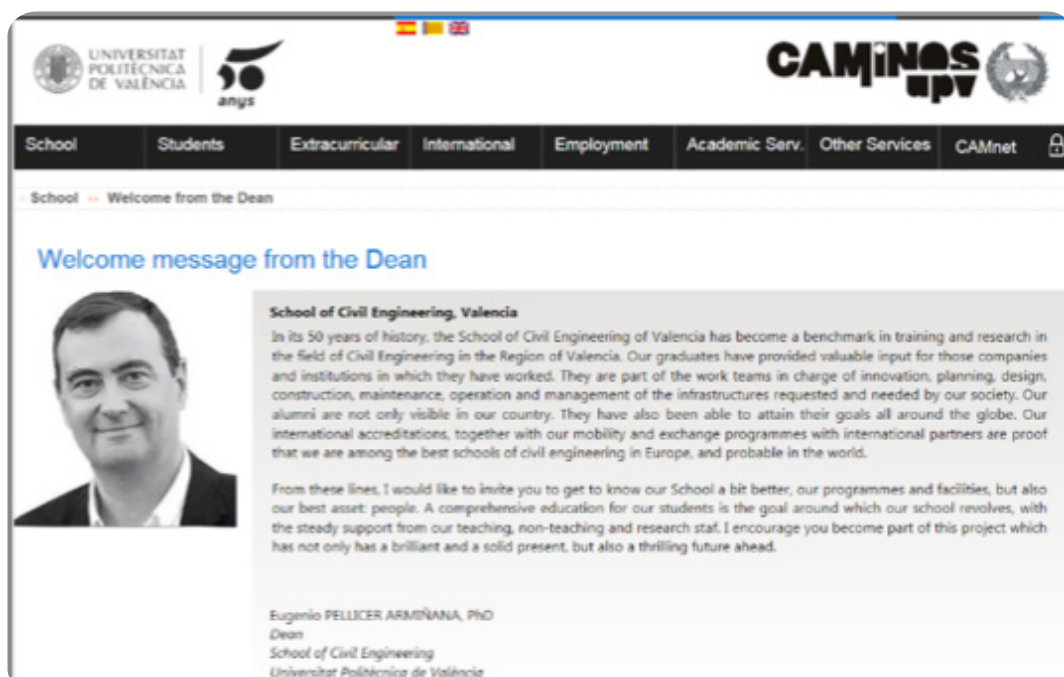 UNIVERSITAT
POLITÈCNICA
DE VALÈNCIA
50
anys
CAMiNOS
upv
School Students Extracurricular International Employment Academic Serv. Other Services CAMnet
School ›› Welcome from the Dean
Welcome message from the Dean
School of Civil Engineering, Valencia
In its 50 years of history, the School of Civil Engineering of Valencia has become a benchmark in training and research in
the field of Civil Engineering in the Region of Valencia. Our graduates have provided valuable input for those companies
and institutions in which they have worked. They are part of the work teams in charge of innovation, planning, design,
construction, maintenance, operation and management of the infrastructures requested and needed by our society. Our
alumni are not only visible in our country. They have also been able to attain their goals all around the globe. Our
international accreditations, together with our mobility and exchange programmes with international partners are proof
that we are among the best schools of civil engineering in Europe, and probable in the world.
From these lines, I would like to invite you to get to know our School a bit better, our programmes and facilities, but also
our best asset: people. A comprehensive education for our students is the goal around which our school revolves, with
the steady support from our teaching, non-teaching and research staf. I encourage you become part of this project which
has not only has a brilliant and a solid present, but also a thrilling future ahead.
Eugenio PELLICER ARMIÑANA, PhD
Dean
School of Civil Engineering
Universitat Politècnica de València